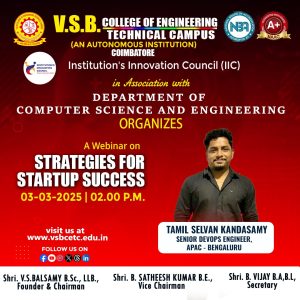 V.S.B. COLLEGE OF ENGINEERING
TECHNICAL CAMPUS
(AN AUTONOMOUS INSTITUTION)
COIMBATORE
NBA
A+
Institution's Innovation Council (IIC)
in Association with
DEPARTMENT OF
COMPUTER SCIENCE AND ENGINEERING
ORGANIZES
A Webinar on
STRATEGIES FOR
STARTUP SUCCESS
03-03-2025 | 02.00 P.M.
visit us at
www.vsbcetc.edu.in
FOLLOW US ON
TAMIL SELVAN KANDASAMY
SENIOR DEVOPS ENGINEER,
APAC - BENGALURU
Shri. V.S.BALSAMY B.Sc., LLB.,
Founder & Chairman
Shri. B. SATHEESH KUMAR B.E.,
Vice Chairman
Shri. B. VIJAY B.A,B.L,
Secretary